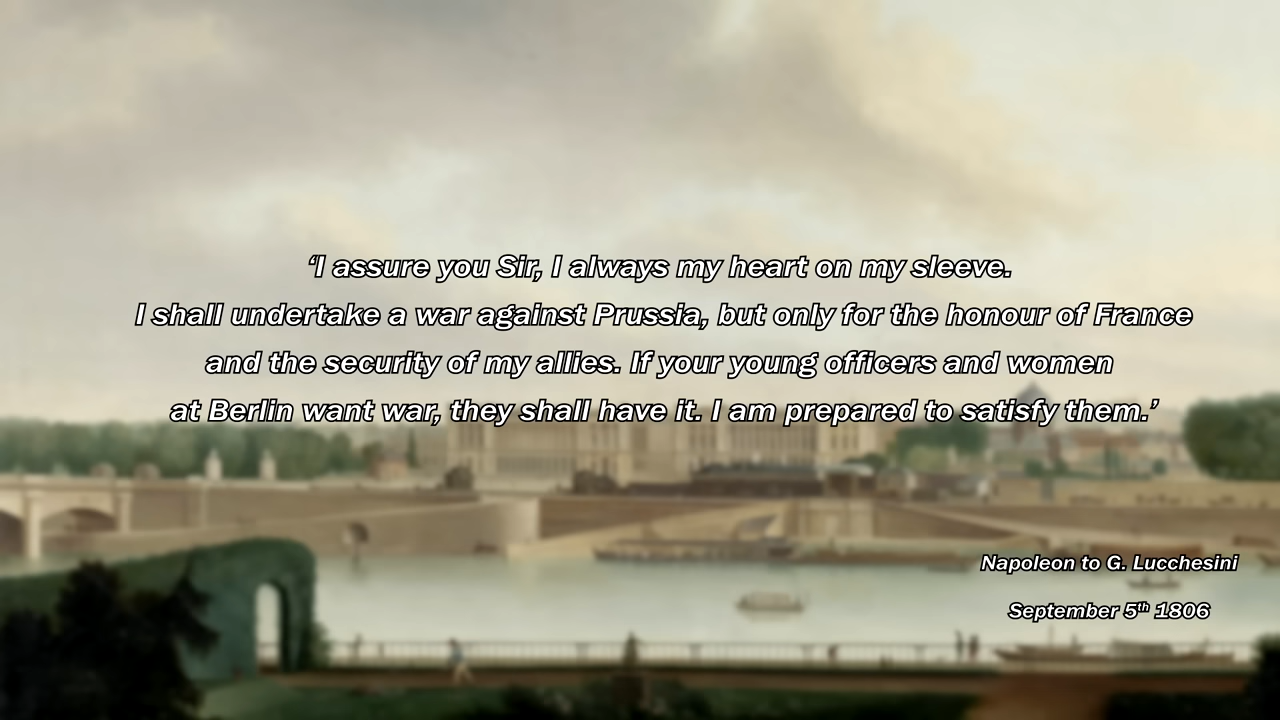 ‘I assure you Sir, I always my heart on my sleeve.
I shall undertake a war against Prussia, but only for the honour of France
and the security of my allies. If your young officers and women
at Berlin want war, they shall have it. I am prepared to satisfy them.’
Napoleon to G. Lucchesini
September 5th 1806